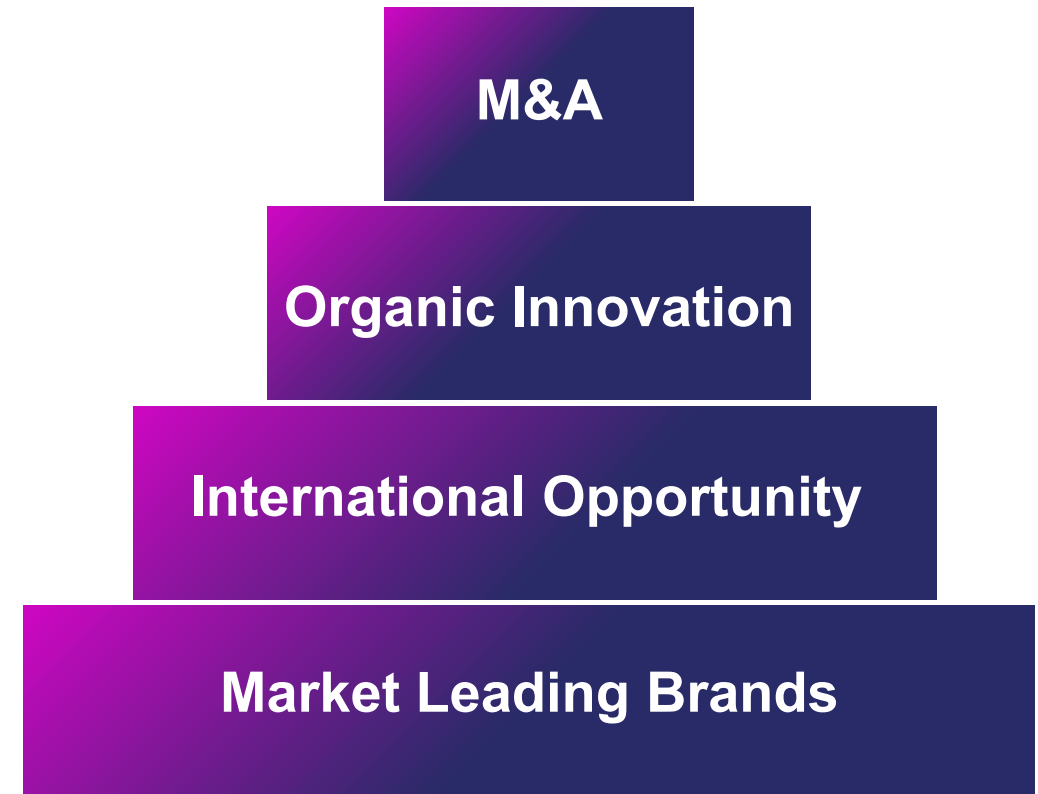 M&A
Organic Innovation
International Opportunity
Market Leading Brands